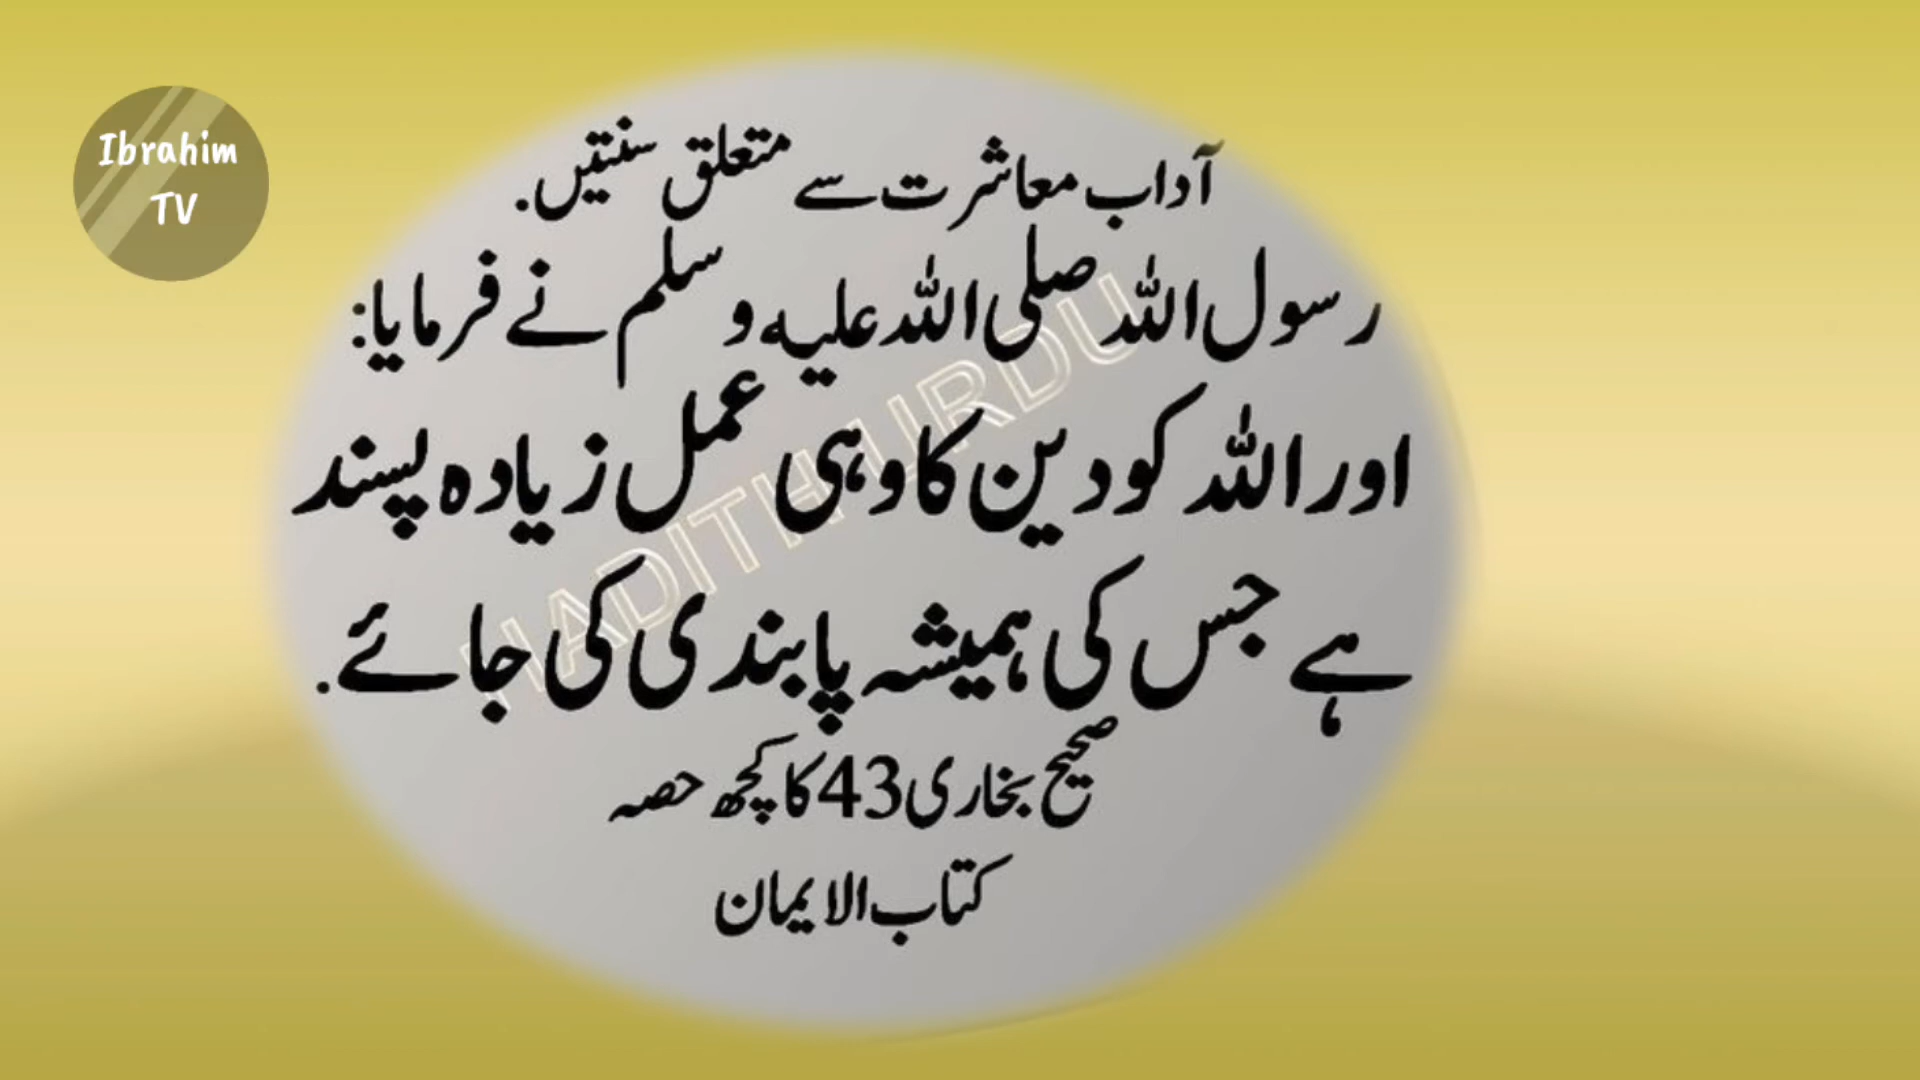 Ibrahim
TV
آداب معاشرت سے متعلق سنتیں.
رسول اللہ صلی اللہ علیہ وسلم نے فرمایا:
اور اللہ کو دین کا وہی عمل زیادہ پسند
ہے جس کی ہمیشہ پابندی کی جائے.
صحیح بخاری 43 کا کچھ حصہ
کتاب الایمان
HADITH URDU